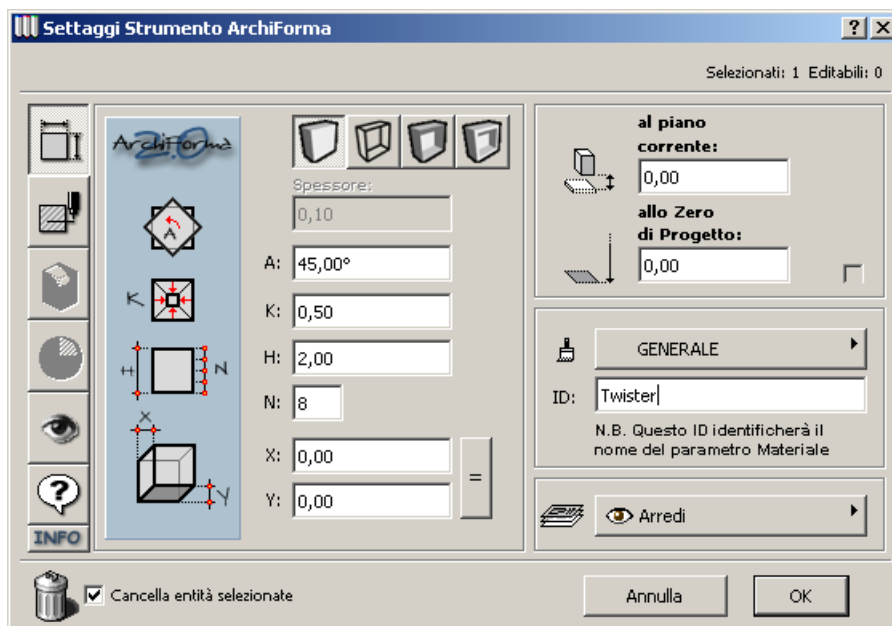 Settaggi Strumento ArchiForma
Selezionati: 1 Editabili: 0
ArchiForma
2.0
A
K
H
N
X
Y
Spessore:
0,10
A: 45,00°
K: 0,50
H: 2,00
N: 8
X: 0,00
=
Y: 0,00
al piano
corrente:
0,00
allo Zero
di Progetto:
0,00
GENERALE
ID: Twister
N.B. Questo ID identificherà il
nome del parametro Materiale
Arredi
?
INFO
Cancella entità selezionate
Annulla
OK